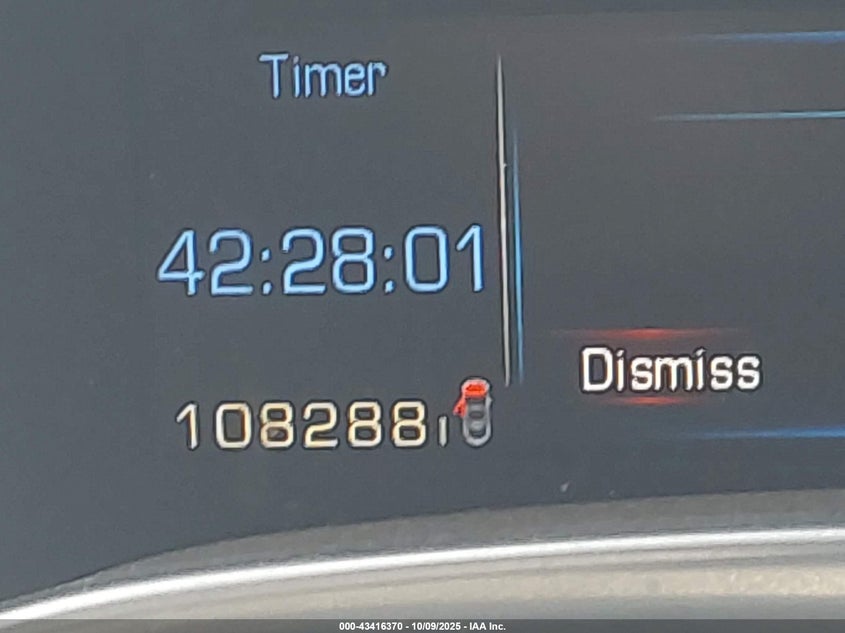 Timer
42:28:01
Dismiss
108288
000-43416370 - 10/09/2025 - IAA Inc.